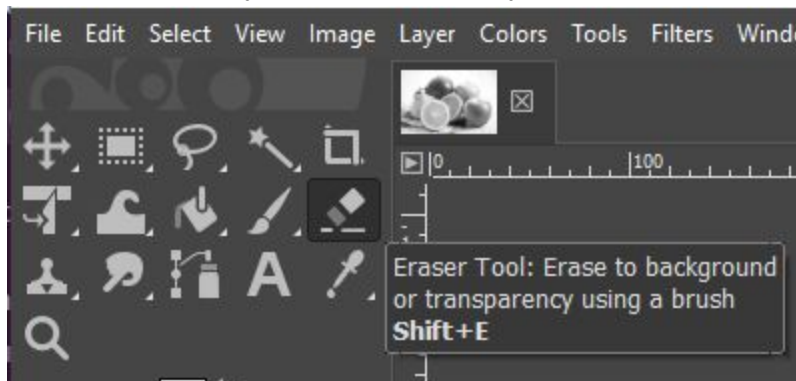 File Edit Select View Image Layer Colors Tools Filters
0 100
A
Eraser Tool: Erase to background
or transparency using a brush
Shift+E